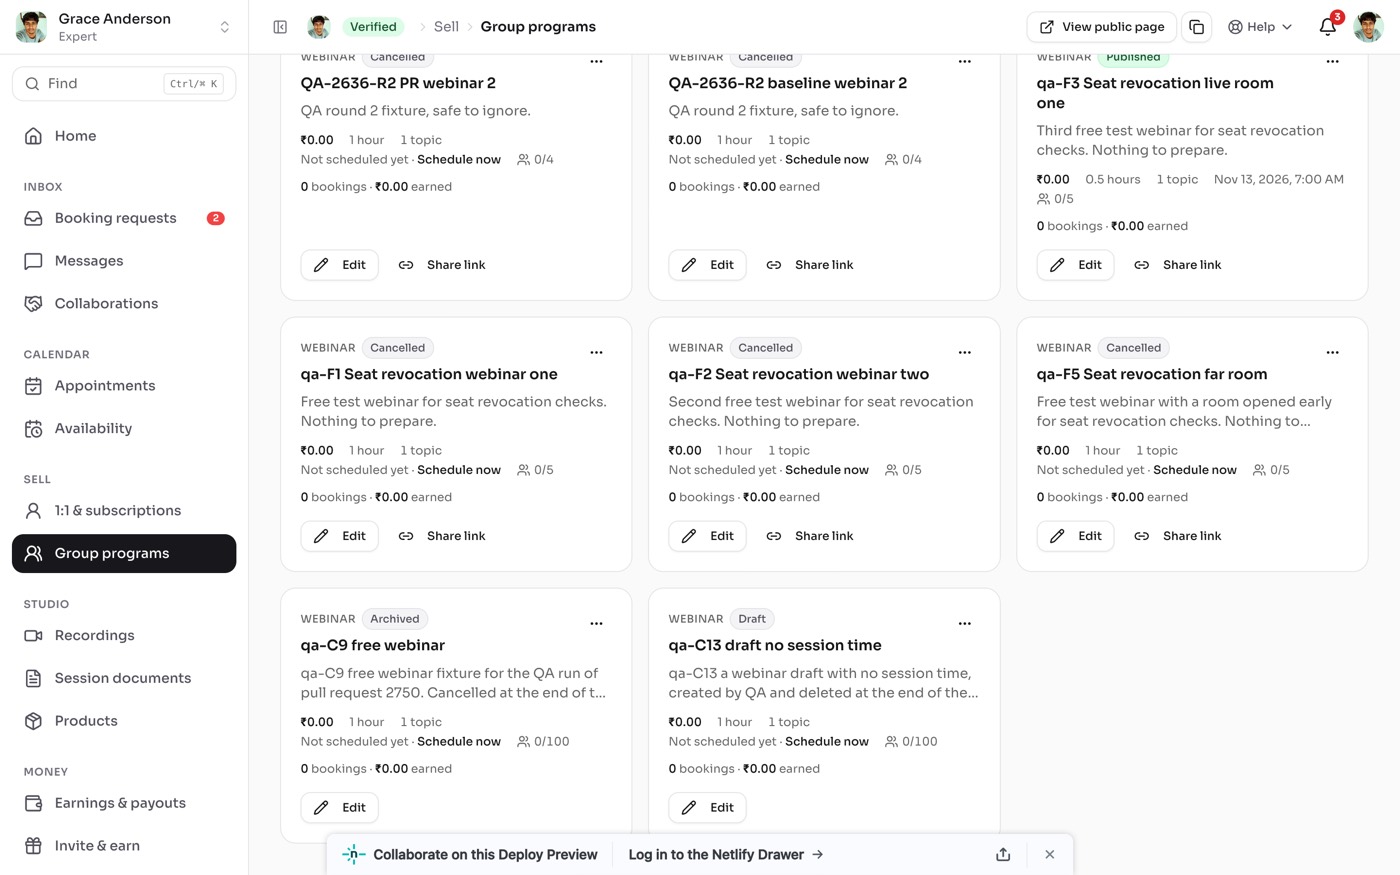 Grace Anderson
Expert
Find
Ctrl/⌘ K
Home
INBOX
Booking requests
2
Messages
Collaborations
CALENDAR
Appointments
Availability
SELL
1:1 & subscriptions
Group programs
STUDIO
Recordings
Session documents
Products
MONEY
Earnings & payouts
Invite & earn
Verified
Sell
Group programs
View public page
Help
3
WEBINAR Cancelled
QA-2636-R2 PR webinar 2
QA round 2 fixture, safe to ignore.
₹0.00 1 hour 1 topic
Not scheduled yet · Schedule now 0/4
0 bookings · ₹0.00 earned
Edit
Share link
WEBINAR Cancelled
QA-2636-R2 baseline webinar 2
QA round 2 fixture, safe to ignore.
₹0.00 1 hour 1 topic
Not scheduled yet · Schedule now 0/4
0 bookings · ₹0.00 earned
Edit
Share link
WEBINAR Published
qa-F3 Seat revocation live room
one
Third free test webinar for seat revocation
checks. Nothing to prepare.
₹0.00 0.5 hours 1 topic Nov 13, 2026, 7:00 AM
0/5
0 bookings · ₹0.00 earned
Edit
Share link
WEBINAR Cancelled
qa-F1 Seat revocation webinar one
Free test webinar for seat revocation checks.
Nothing to prepare.
₹0.00 1 hour 1 topic
Not scheduled yet · Schedule now 0/5
0 bookings · ₹0.00 earned
Edit
Share link
WEBINAR Cancelled
qa-F2 Seat revocation webinar two
Second free test webinar for seat revocation
checks. Nothing to prepare.
₹0.00 1 hour 1 topic
Not scheduled yet · Schedule now 0/5
0 bookings · ₹0.00 earned
Edit
Share link
WEBINAR Cancelled
qa-F5 Seat revocation far room
Free test webinar with a room opened early
for seat revocation checks. Nothing to...
₹0.00 1 hour 1 topic
Not scheduled yet · Schedule now 0/5
0 bookings · ₹0.00 earned
Edit
Share link
WEBINAR Archived
qa-C9 free webinar
qa-C9 free webinar fixture for the QA run of
pull request 2750. Cancelled at the end of t...
₹0.00 1 hour 1 topic
Not scheduled yet · Schedule now 0/100
0 bookings · ₹0.00 earned
Edit
WEBINAR Draft
qa-C13 draft no session time
qa-C13 a webinar draft with no session time,
created by QA and deleted at the end of the...
₹0.00 1 hour 1 topic
Not scheduled yet · Schedule now 0/100
0 bookings · ₹0.00 earned
Edit
Collaborate on this Deploy Preview
Log in to the Netlify Drawer →